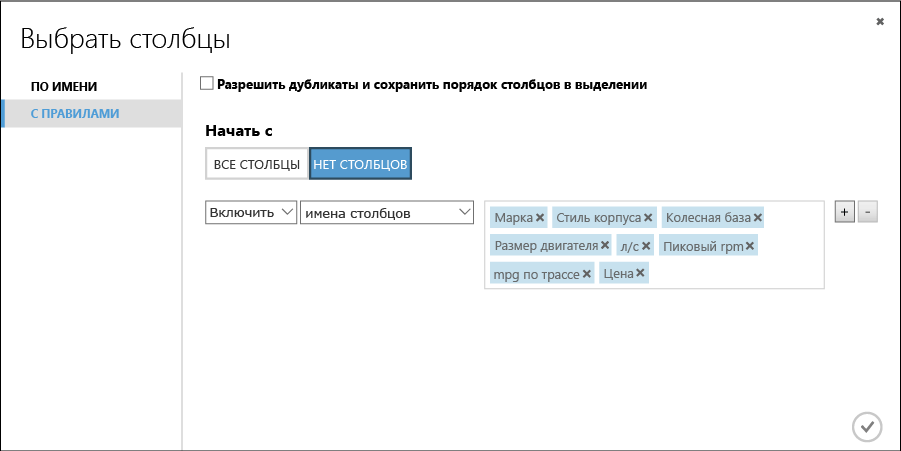 Выбрать столбцы
ПО ИМЕНИ
С ПРАВИЛАМИ
Разрешить дубликаты и сохранить порядок столбцов в выделении
Начать с
ВСЕ СТОЛБЦЫ НЕТ СТОЛБЦОВ
Включить имена столбцов
Марка Стиль корпуса Колесная база
Размер двигателя л/с Пиковый rpm
mpg по трассе Цена
+ -